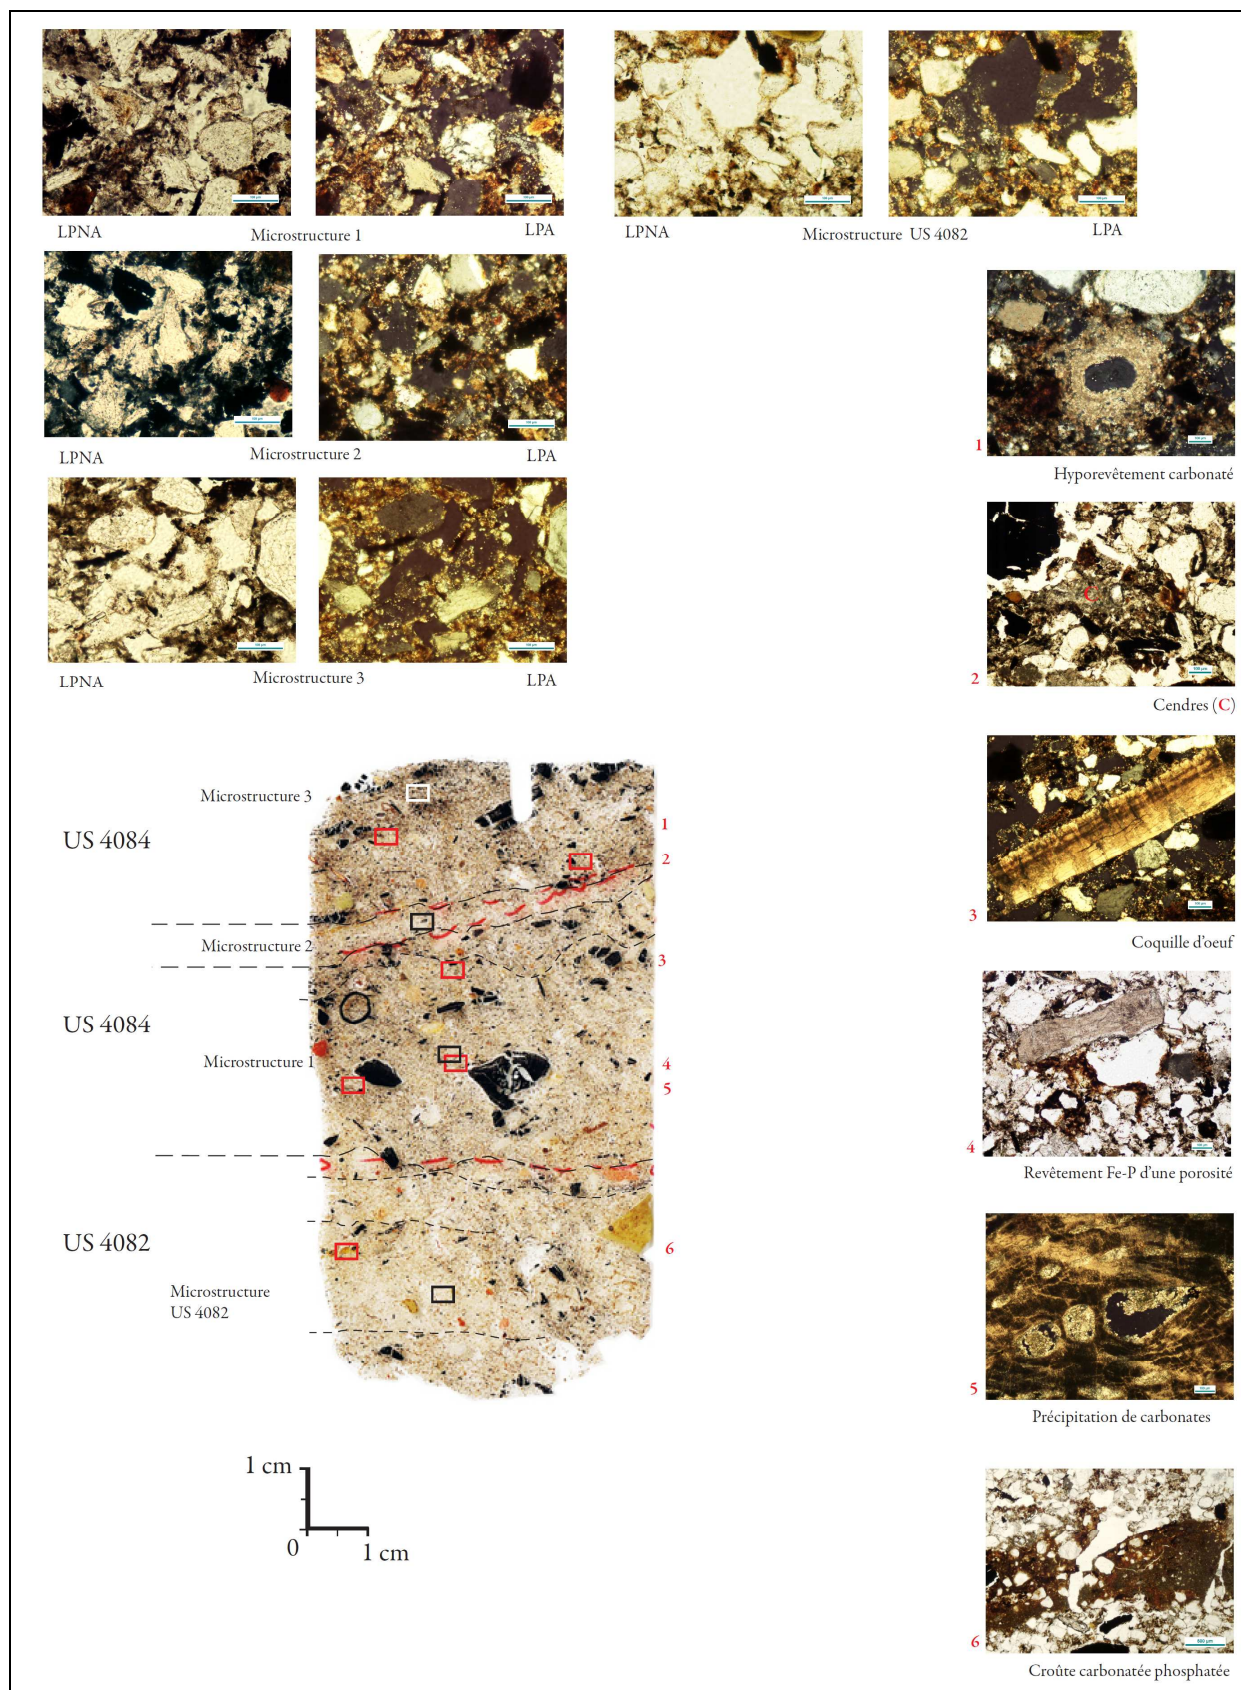 LPNA Microstructure 1 LPA
LPNA Microstructure US 4082 LPA
LPNA Microstructure 2 LPA
1
Hyporevêtement carbonaté
LPNA Microstructure 3 LPA
C
2
Cendres (C)
3
Coquille d'oeuf
Microstructure 3
US 4084
Microstructure 2
US 4084
Microstructure 1
US 4082
Microstructure
US 4082
1
2
3
4
5
6
4
Revêtement Fe-P d'une porosité
5
Précipitation de carbonates
1 cm
0
1 cm
6
Croûte carbonatée phosphatée